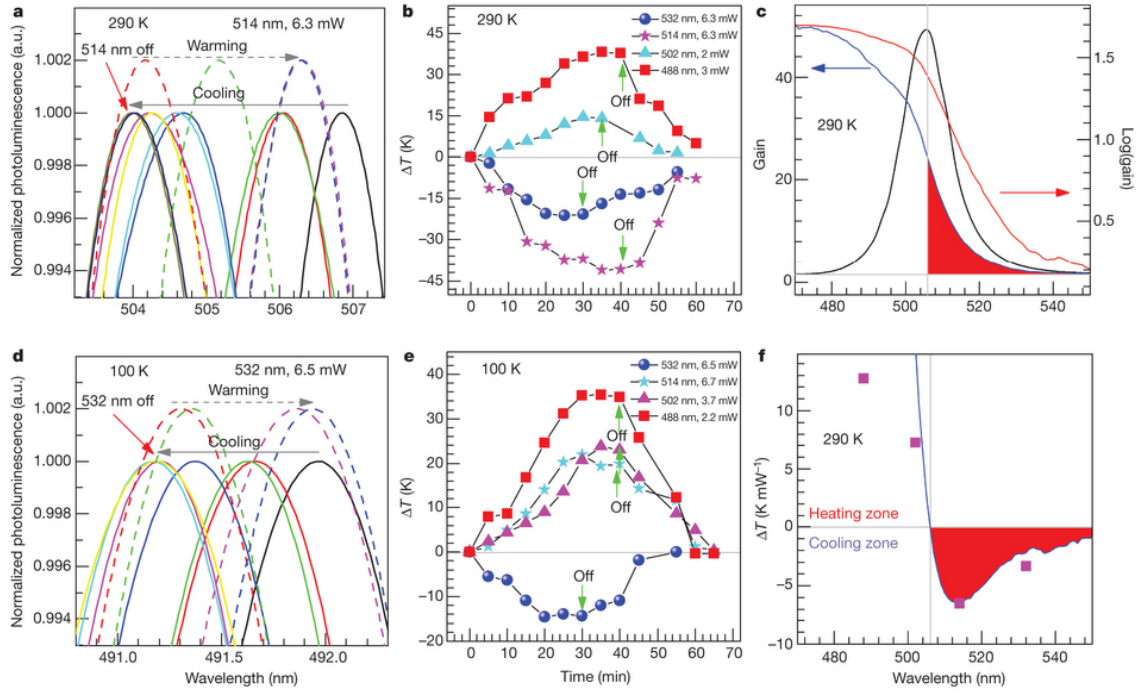 a
290 K
514 nm, 6.3 mW
514 nm off
Warming
Cooling
Normalized photoluminescence (a.u.)
1.002
1.000
0.998
0.996
0.994
504
505
506
507
b
290 K
532 nm, 6.3 mW
514 nm, 6.3 mW
502 nm, 2 mW
488 nm, 3 mW
Off
Off
Off
Off
ΔT (K)
45
30
15
0
-15
-30
-45
0
10
20
30
40
50
60
70
c
290 K
Gain
40
20
0
Log(gain)
1.5
1.2
0.8
0.5
480
500
520
540
d
100 K
532 nm, 6.5 mW
Warming
532 nm off
Cooling
Normalized photoluminescence (a.u.)
1.002
1.000
0.998
0.996
0.994
491.0
491.5
492.0
Wavelength (nm)
e
100 K
532 nm, 6.5 mW
514 nm, 6.7 mW
502 nm, 3.7 mW
488 nm, 2.2 mW
Off
Off
Off
ΔT (K)
40
30
20
10
0
-10
-20
0
10
20
30
40
50
60
70
Time (min)
f
290 K
Heating zone
Cooling zone
ΔT (K mW⁻¹)
10
5
0
-5
-10
480
500
520
540
Wavelength (nm)